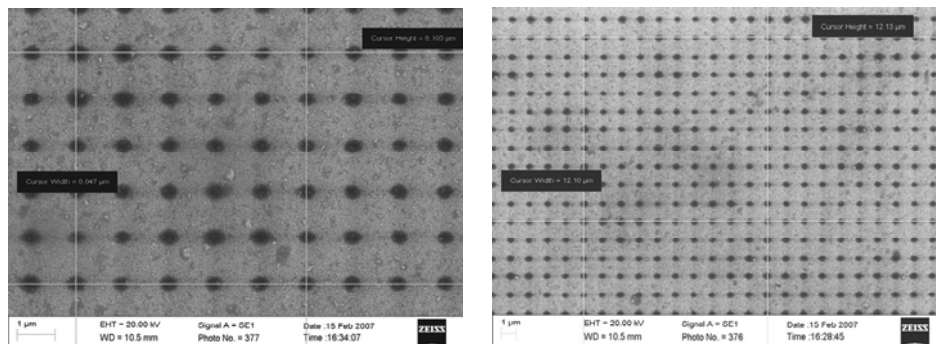 Cursor Height = 6.100 µm
Cursor Width = 6.047 µm
1 µm
EHT = 20.00 kV
WD = 10.5 mm
Signal A = SE1
Photo No. = 377
Date :15 Feb 2007
Time :16:34:07
ZEISS
Cursor Height = 12.13 µm
Cursor Width = 12.10 µm
1 µm
EHT = 20.00 kV
WD = 10.5 mm
Signal A = SE1
Photo No. = 376
Date :15 Feb 2007
Time :16:28:45
ZEISS